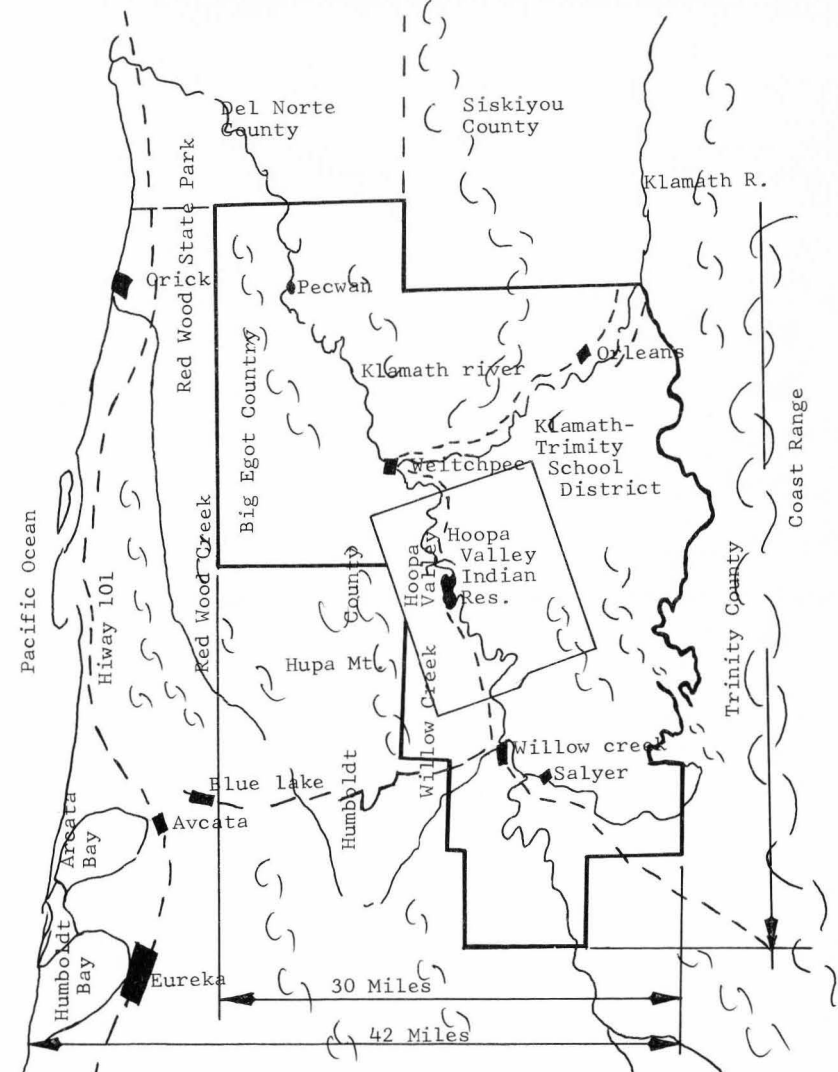 Del Norte
County
Siskiyou
County
Klamath R.
Red Wood State Park
Orick
Pecwan
Big Egot Country
Klamath river
Orleans
Klamath-
Trimity
School
District
Weitchpec
Coast Range
Pacific Ocean
Hiway 101
Red Wood Creek
County
Hoopa
Valley
Hoopa
Valley
Indian
Res.
Trinity County
Hupa Mt.
Willow Creek
Willow creek
Salyer
Blue lake
Humboldt
Avcata
Arcata
Bay
Humboldt
Bay
Eureka
30 Miles
42 Miles